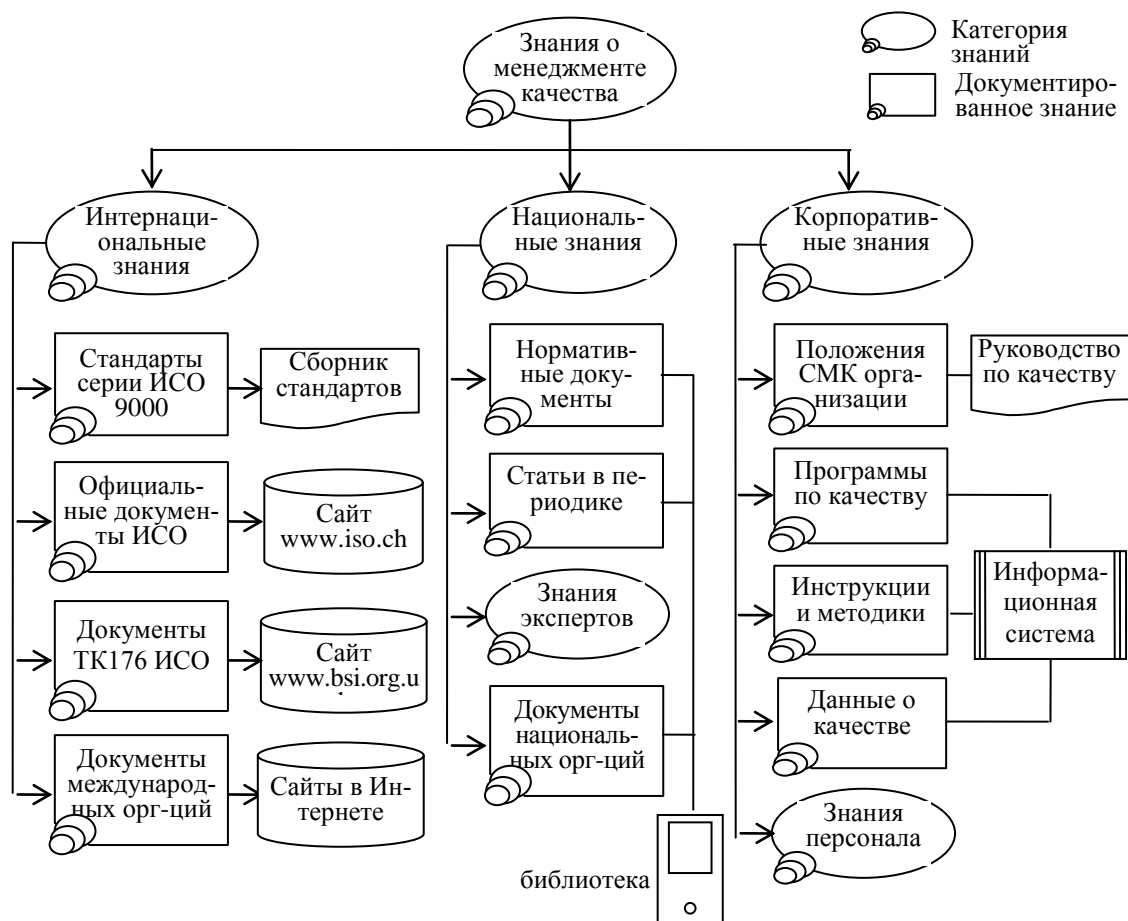 Знания о
менеджменте
качества
Категория
знаний
Документиро-
ванное знание
Интернаци-
ональные
знания
Националь-
ные знания
Корпоратив-
ные знания
Стандарты
серии ИСО
9000
Сборник
стандартов
Официаль-
ные докумен-
ты ИСО
Сайт
www.iso.ch
Документы
ТК176 ИСО
Сайт
www.bsi.org.u
Документы
международ-
ных орг-ций
Сайты в Ин-
тернете
Норматив-
ные доку-
менты
Статьи в пе-
риодике
Знания
экспертов
Документы
националь-
ных орг-ций
библиотека
Положения
СМК орга-
низации
Руководство
по качеству
Программы
по качеству
Инструкции
и методики
Информа-
ционная
система
Данные о
качестве
Знания
персонала